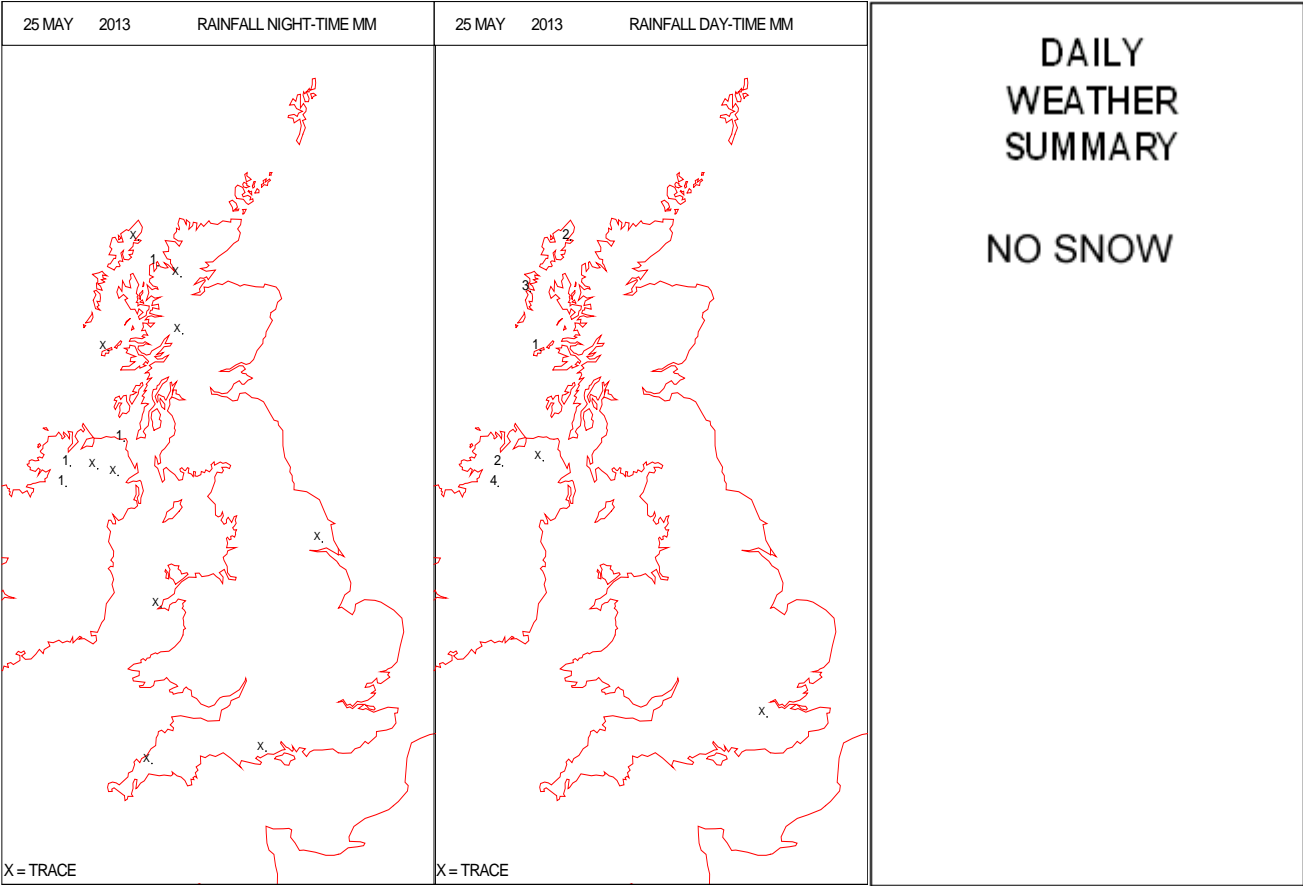 25 MAY 2013 RAINFALL NIGHT-TIME MM
X.
1.
X.
X.
X.
1.
1. X. X.
1.
X.
X.
X.
X.
X = TRACE
25 MAY 2013 RAINFALL DAY-TIME MM
2.
3.
1.
X.
2.
4.
X.
X = TRACE
DAILY
WEATHER
SUMMARY
NO SNOW